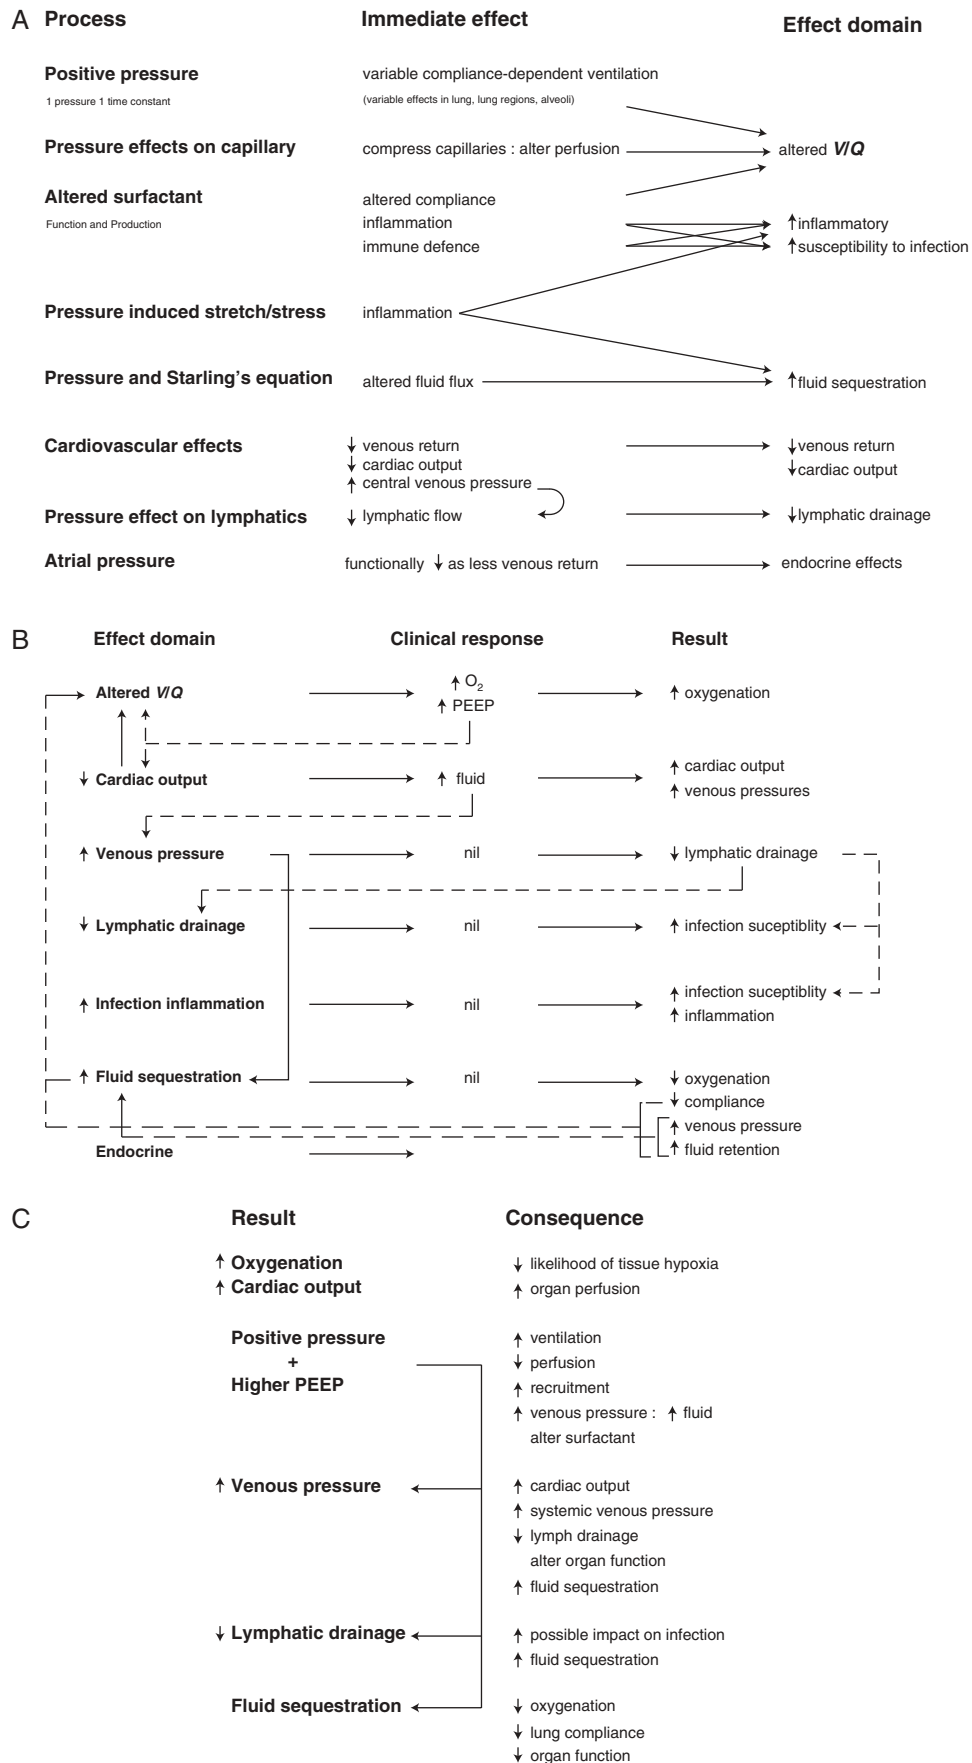 A Process Immediate effect Effect domain
Positive pressure variable compliance-dependent ventilation
1 pressure 1 time constant (variable effects in lung, lung regions, alveoli)
Pressure effects on capillary compress capillaries : alter perfusion altered V/Q
Altered surfactant altered compliance
Function and Production inflammation ↑inflammatory
immune defence ↑susceptibility to infection
Pressure induced stretch/stress inflammation
Pressure and Starling's equation altered fluid flux ↑fluid sequestration
Cardiovascular effects ↓ venous return ↓venous return
↓ cardiac output ↓cardiac output
↑ central venous pressure
Pressure effect on lymphatics ↓ lymphatic flow ↓lymphatic drainage
Atrial pressure functionally ↓ as less venous return endocrine effects
B Effect domain Clinical response Result
Altered V/Q ↑ O2 ↑ oxygenation
↑ PEEP
↓ Cardiac output ↑ fluid ↑ cardiac output
↑ venous pressures
↑ Venous pressure nil ↓ lymphatic drainage
↓ Lymphatic drainage nil ↑ infection suceptiblity
↑ Infection inflammation nil ↑ infection suceptiblity
↑ inflammation
↑ Fluid sequestration nil ↓ oxygenation
↓ compliance
↑ venous pressure
Endocrine ↑ fluid retention
C Result Consequence
↑ Oxygenation ↓ likelihood of tissue hypoxia
↑ Cardiac output ↑ organ perfusion
Positive pressure ↑ ventilation
+ ↓ perfusion
Higher PEEP ↑ recruitment
↑ venous pressure : ↑ fluid
alter surfactant
↑ Venous pressure ↑ cardiac output
↑ systemic venous pressure
↓ lymph drainage
alter organ function
↑ fluid sequestration
↓ Lymphatic drainage ↑ possible impact on infection
↑ fluid sequestration
Fluid sequestration ↓ oxygenation
↓ lung compliance
↓ organ function